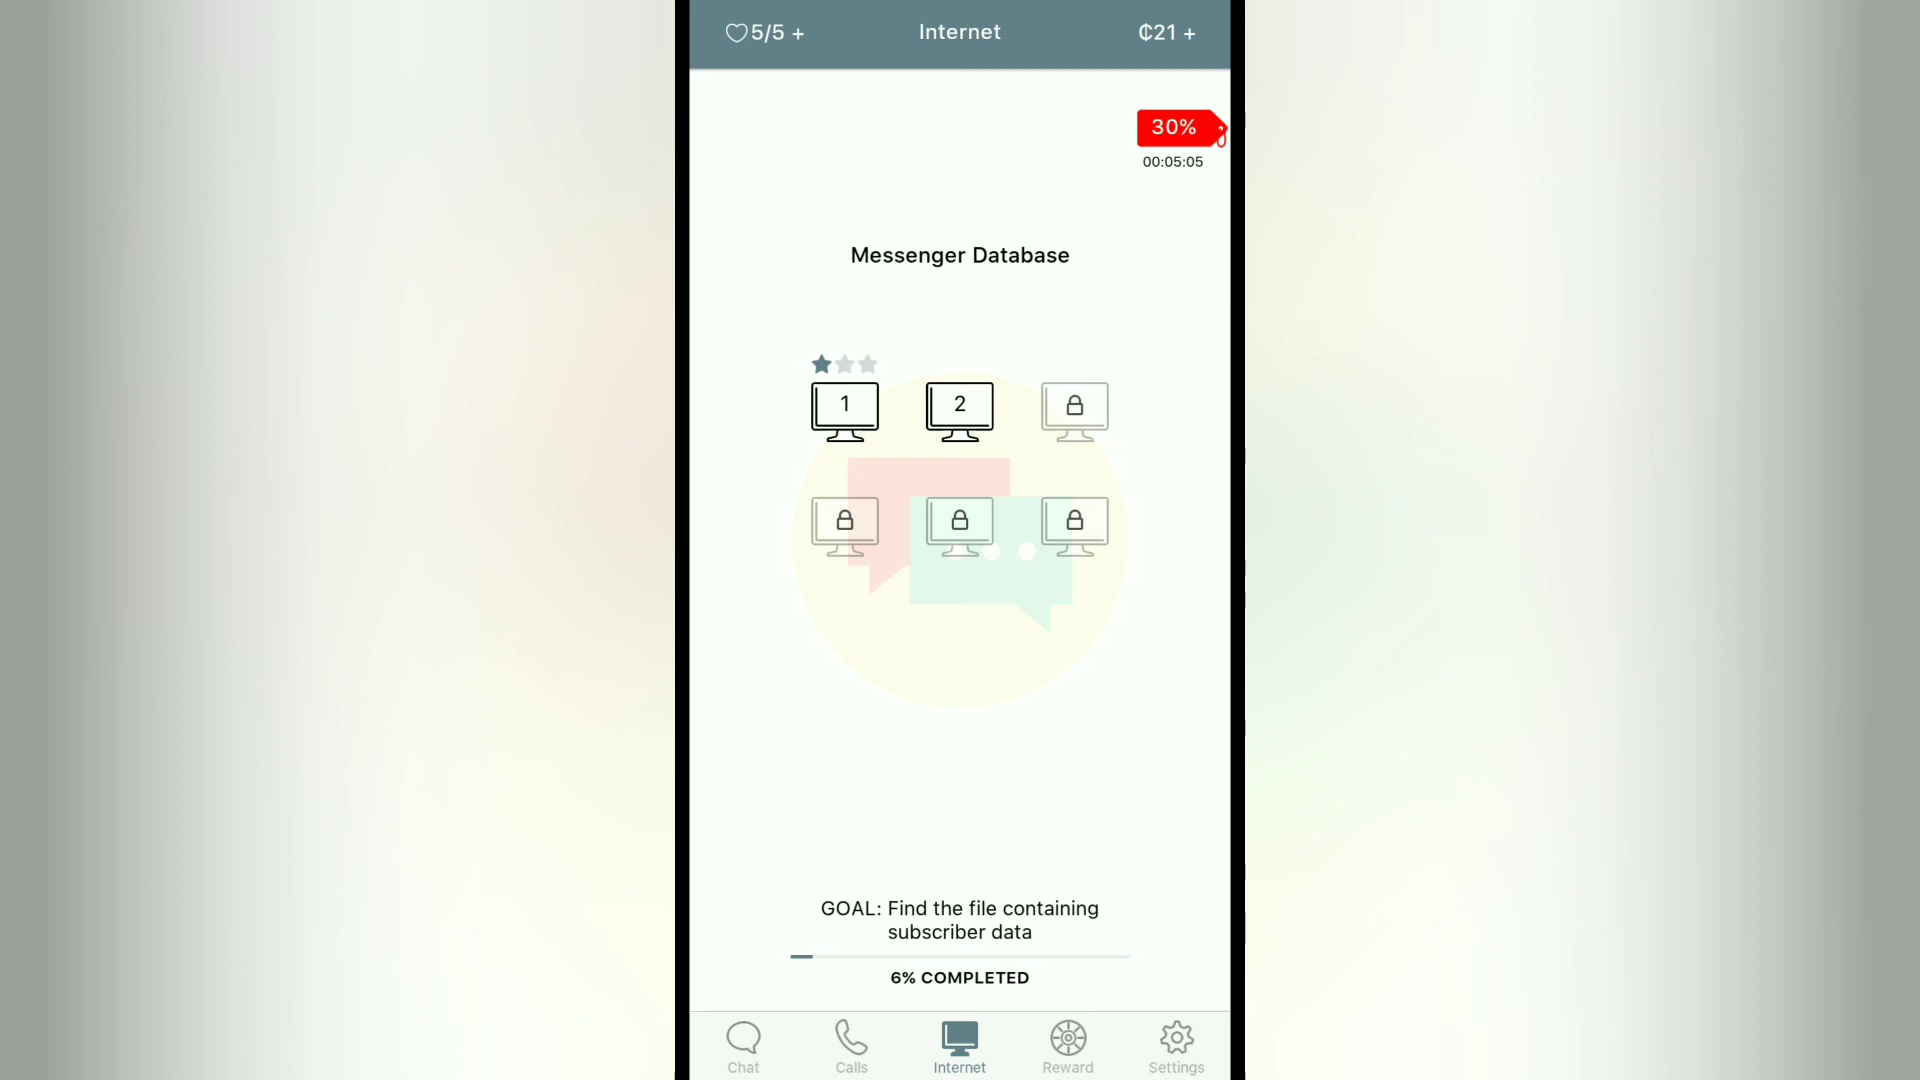 5/5 +
Internet
₵21 +
30%
00:05:05
Messenger Database
1
2
GOAL: Find the file containing
subscriber data
6% COMPLETED
Chat
Calls
Internet
Reward
Settings